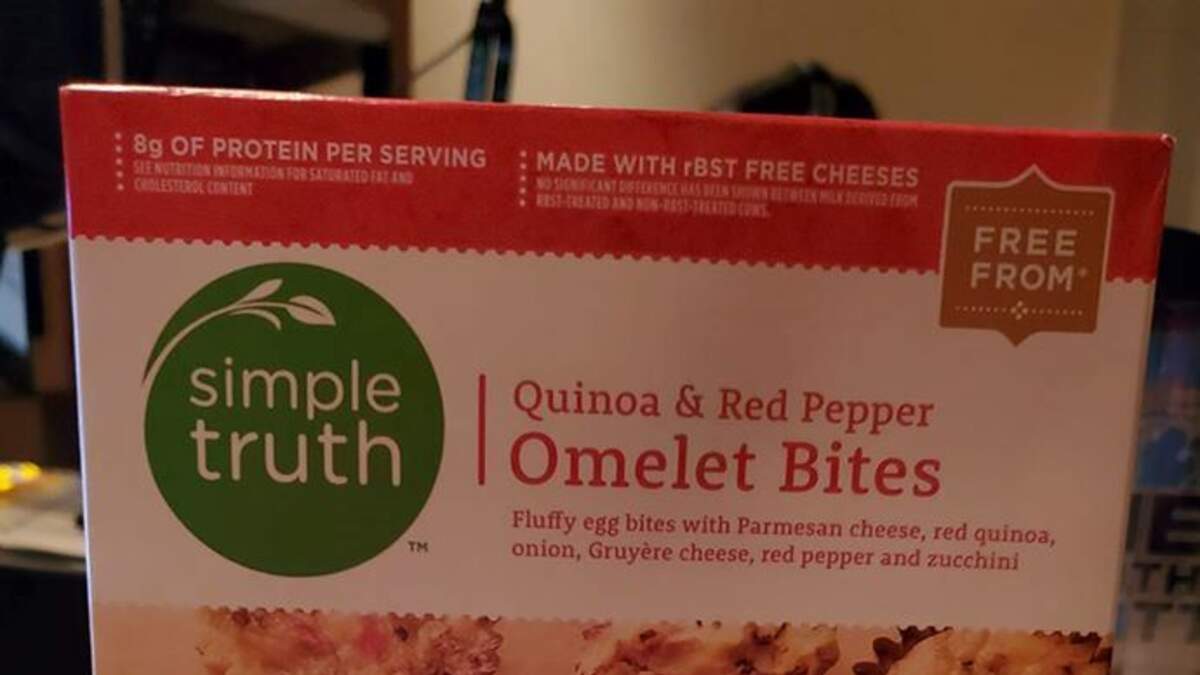 8g OF PROTEIN PER SERVING
SEE NUTRITION INFORMATION FOR SATURATED FAT AND
CHOLESTEROL CONTENT
MADE WITH rBST FREE CHEESES
NO SIGNIFICANT DIFFERENCE HAS BEEN SHOWN BETWEEN MILK DERIVED FROM
RBST-TREATED AND NON-RBST-TREATED COWS.
FREE
FROM*
simple
truth
TM
Quinoa & Red Pepper
Omelet Bites
Fluffy egg bites with Parmesan cheese, red quinoa,
onion, Gruyère cheese, red pepper and zucchini